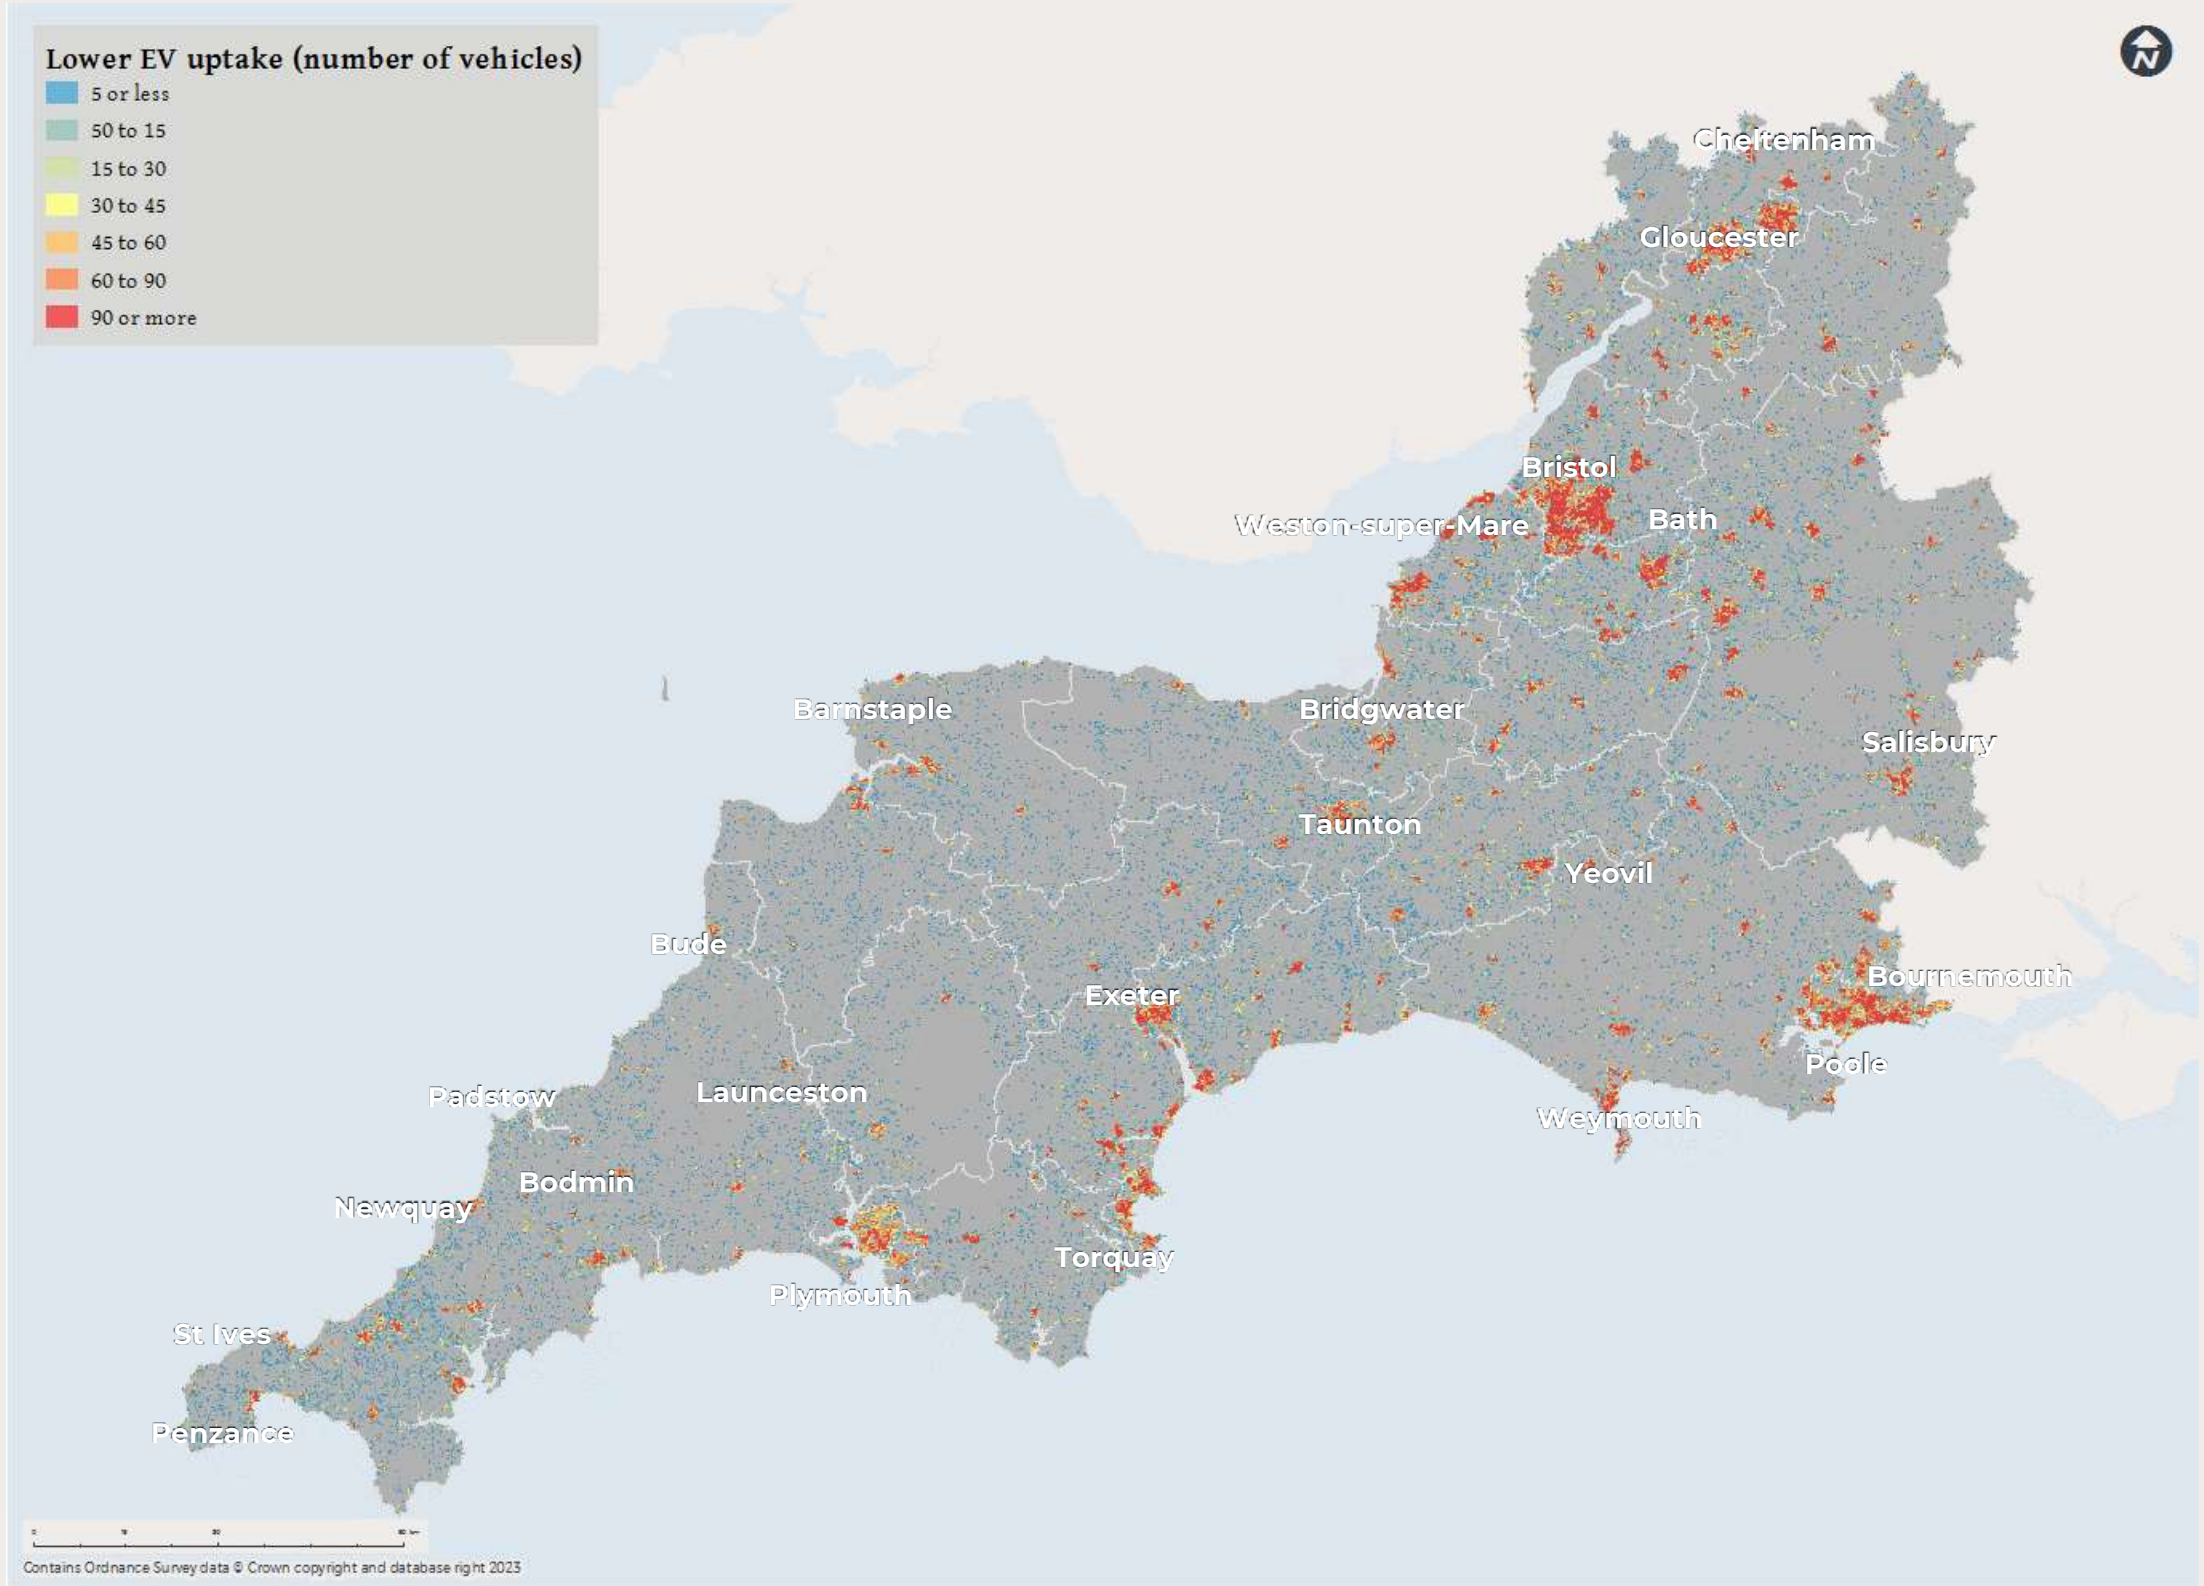 Lower EV uptake (number of vehicles)
5 or less
50 to 15
15 to 30
30 to 45
45 to 60
60 to 90
90 or more
N
Cheltenham
Gloucester
Bristol
Weston-super-Mare
Bath
Barnstaple
Bridgwater
Salisbury
Taunton
Yeovil
Bude
Bournemouth
Exeter
Poole
Launceston
Padstow
Weymouth
Bodmin
Newquay
Torquay
Plymouth
St Ives
Penzance
Contains Ordnance Survey data © Crown copyright and database right 2023